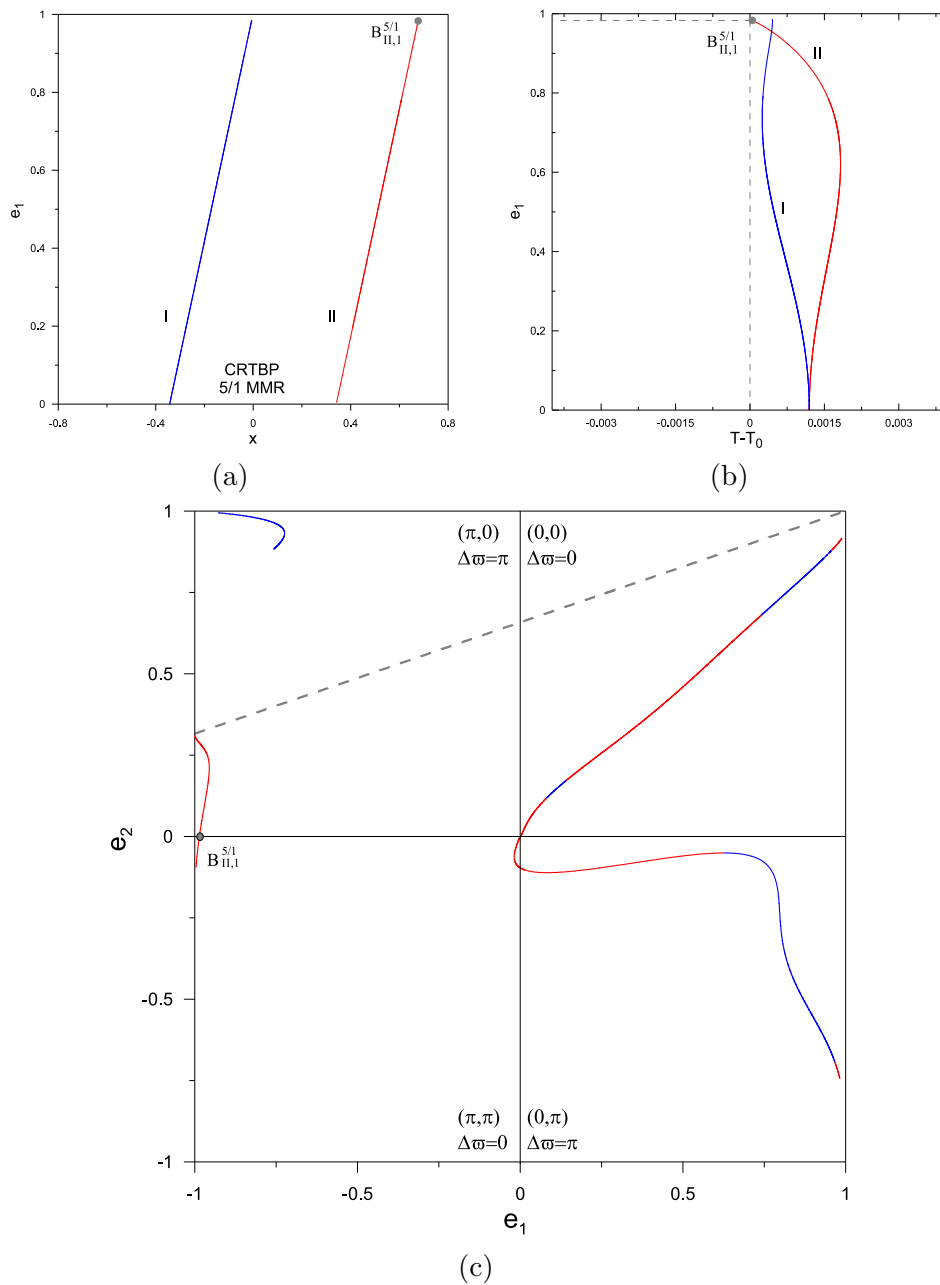 1
0.8
0.6
0.4
0.2
0
e₁
-0.8
-0.4
0
0.4
0.8
x
I
II
B^{5/1}_{II,1}
CRTBP
5/1 MMR
(a)
1
0.8
0.6
0.4
0.2
0
e₁
-0.003
-0.0015
0
0.0015
0.003
T-T₀
B^{5/1}_{II,1}
I
II
(b)
1
0.5
0
-0.5
-1
e₂
(π,0)
Δϖ=π
(0,0)
Δϖ=0
B^{5/1}_{II,1}
(π,π)
Δϖ=0
(0,π)
Δϖ=π
-1
-0.5
0
0.5
1
e₁
(c)